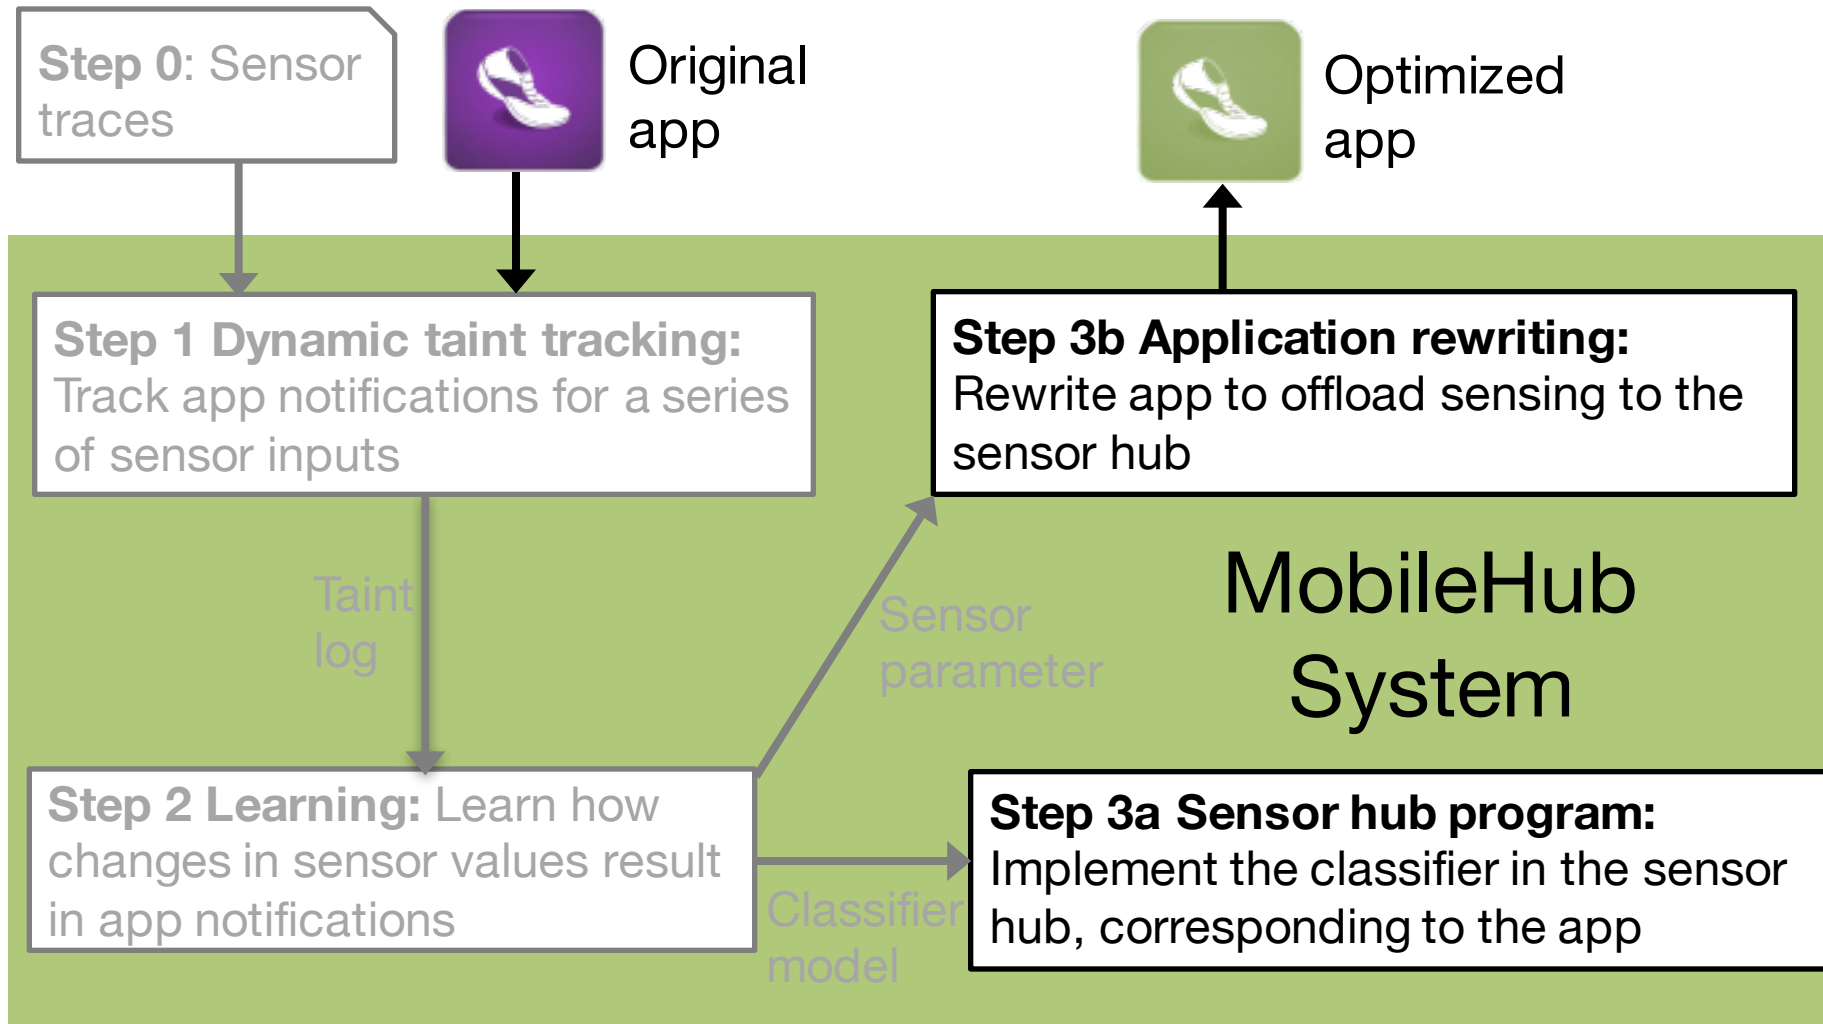 Step 0: Sensor
traces
Original
app
Optimized
app
Step 1 Dynamic taint tracking:
Track app notifications for a series
of sensor inputs
Step 3b Application rewriting:
Rewrite app to offload sensing to the
sensor hub
Taint
log
Sensor
parameter
MobileHub
System
Step 2 Learning: Learn how
changes in sensor values result
in app notifications
Classifier
model
Step 3a Sensor hub program:
Implement the classifier in the sensor
hub, corresponding to the app